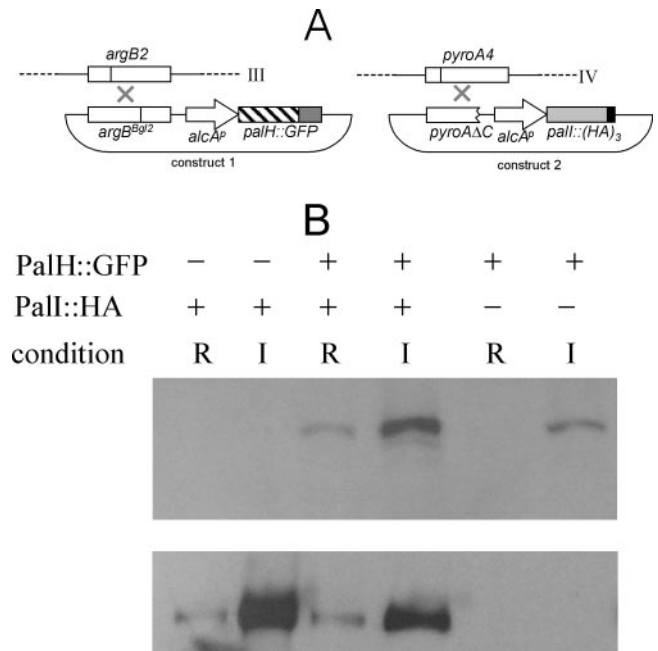 A
argB2
pyroA4
III
IV
argB^Bgl2 alcA^p palH::GFP
pyroAΔC alcA^p palI::(HA)₃
construct 1
construct 2
B
PalH::GFP − − + + + +
PalI::HA + + + + − −
condition R I R I R I